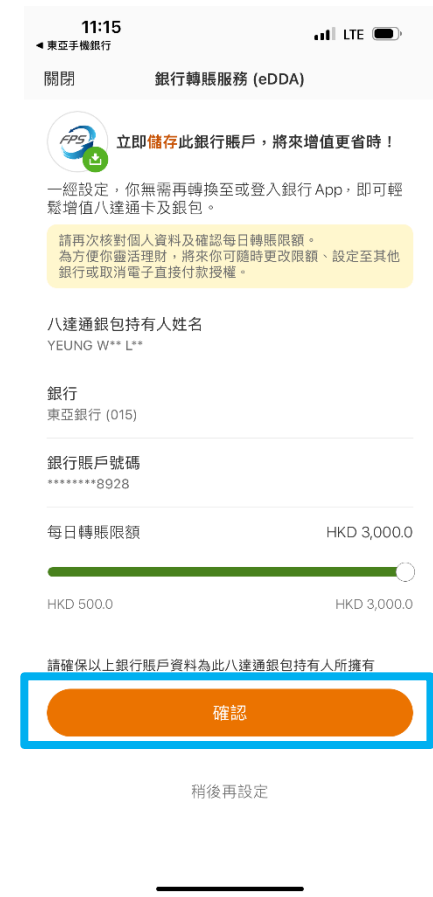 11:15
LTE
◀ 東亞手機銀行
關閉
銀行轉賬服務 (eDDA)
FPS
立即儲存此銀行賬戶，將來增值更省時！
一經設定，你無需再轉換至或登入銀行 App，即可輕
鬆增值八達通卡及銀包。
請再次核對個人資料及確認每日轉賬限額。
為方便你靈活理財，將來你可隨時更改限額、設定至其他
銀行或取消電子直接付款授權。
八達通銀包持有人姓名
YEUNG W** L**
銀行
東亞銀行 (015)
銀行賬戶號碼
********8928
每日轉賬限額
HKD 3,000.0
HKD 500.0
HKD 3,000.0
請確保以上銀行賬戶資料為此八達通銀包持有人所擁有
確認
稍後再設定